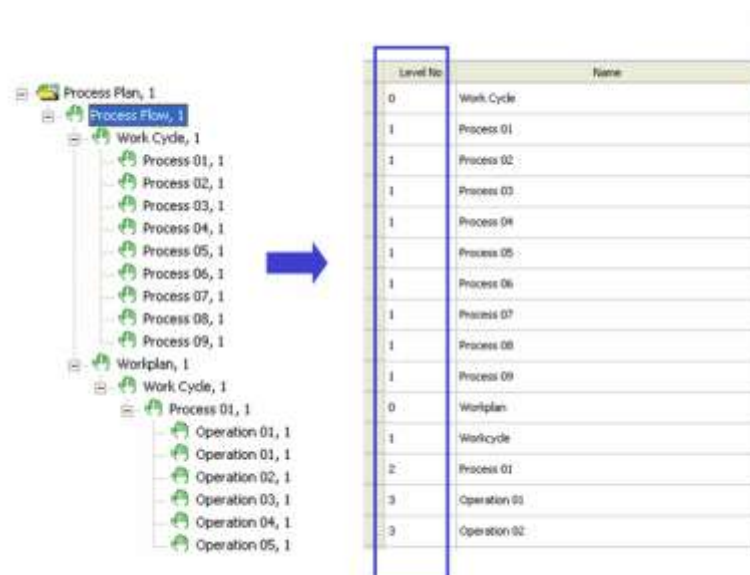 Process Plan, 1
Process Flow, 1
Work Cycle, 1
Process 01, 1
Process 02, 1
Process 03, 1
Process 04, 1
Process 05, 1
Process 06, 1
Process 07, 1
Process 08, 1
Process 09, 1
Workplan, 1
Work Cycle, 1
Process 01, 1
Operation 01, 1
Operation 01, 1
Operation 02, 1
Operation 03, 1
Operation 04, 1
Operation 05, 1
Level No Name
0 Work Cycle
1 Process 01
1 Process 02
1 Process 03
1 Process 04
1 Process 05
1 Process 06
1 Process 07
1 Process 08
1 Process 09
0 Workplan
1 Workcycle
2 Process 01
3 Operation 01
3 Operation 02